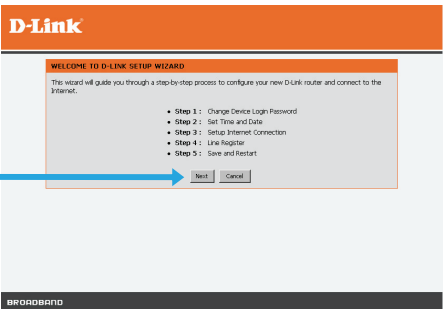 D-Link
WELCOME TO D-LINK SETUP WIZARD
This wizard will guide you through a step-by-step process to configure your new D-Link router and connect to the
Internet.
• Step 1 : Change Device Login Password
• Step 2 : Set Time and Date
• Step 3 : Setup Internet Connection
• Step 4 : Line Register
• Step 5 : Save and Restart
Next Cancel
BROADBAND